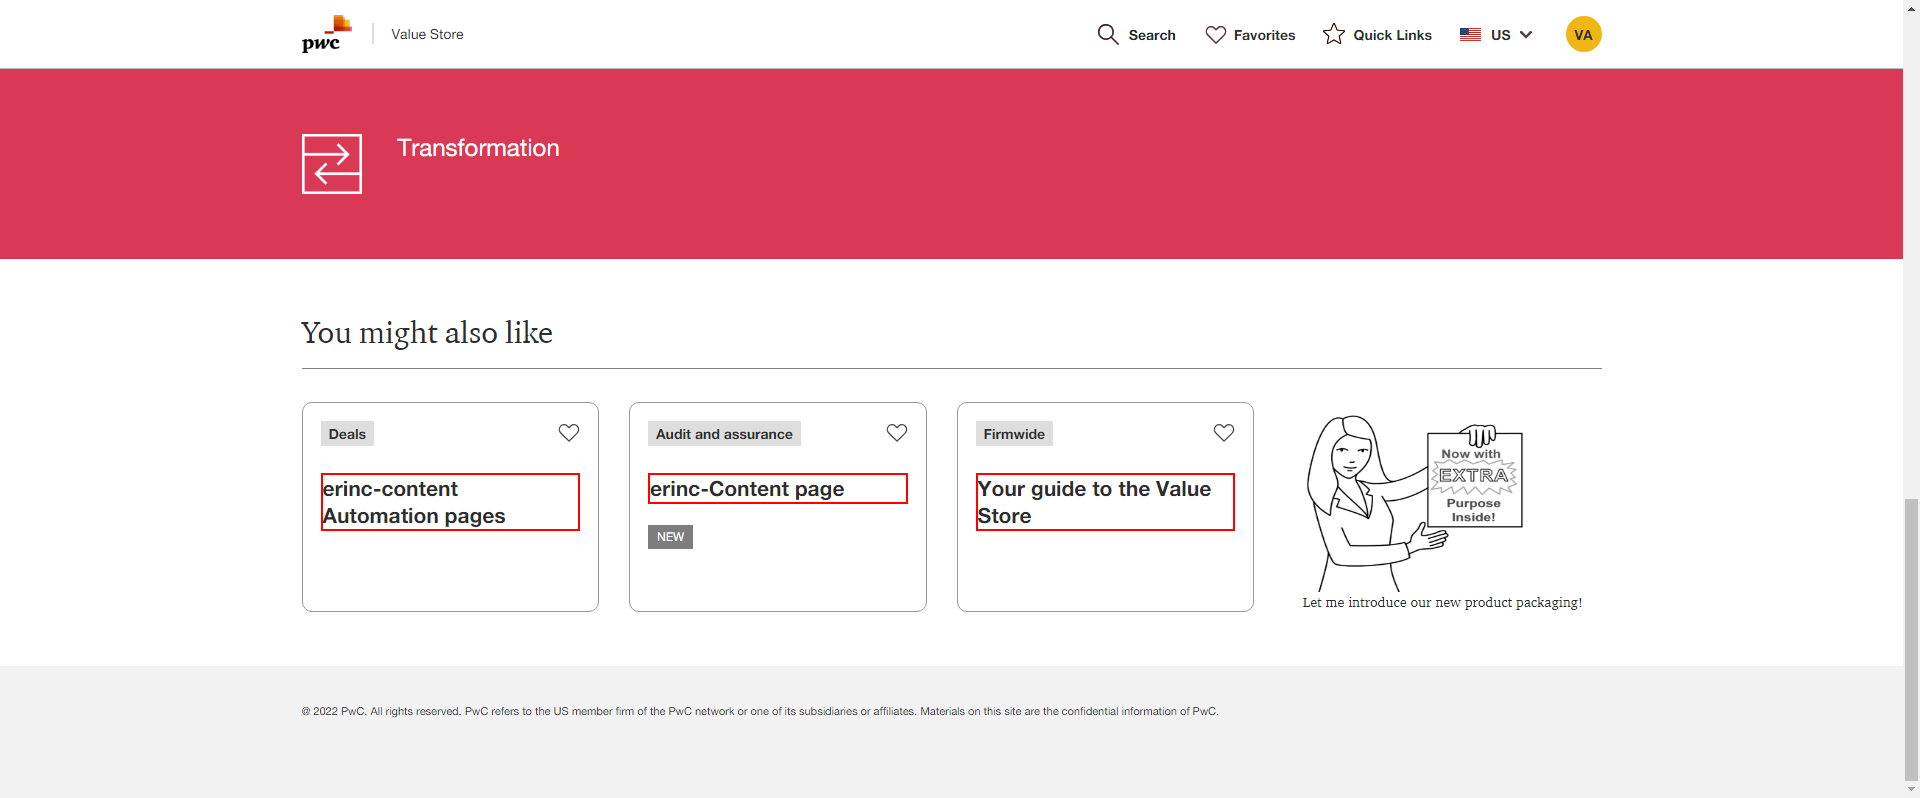 pwc
Value Store
Search
Favorites
Quick Links
US
VA
Transformation
You might also like
Deals
erinc-content
Automation pages
Audit and assurance
erinc-Content page
NEW
Firmwide
Your guide to the Value
Store
Now with
EXTRA
Purpose
Inside!
Let me introduce our new product packaging!
@ 2022 PwC. All rights reserved. PwC refers to the US member firm of the PwC network or one of its subsidiaries or affiliates. Materials on this site are the confidential information of PwC.